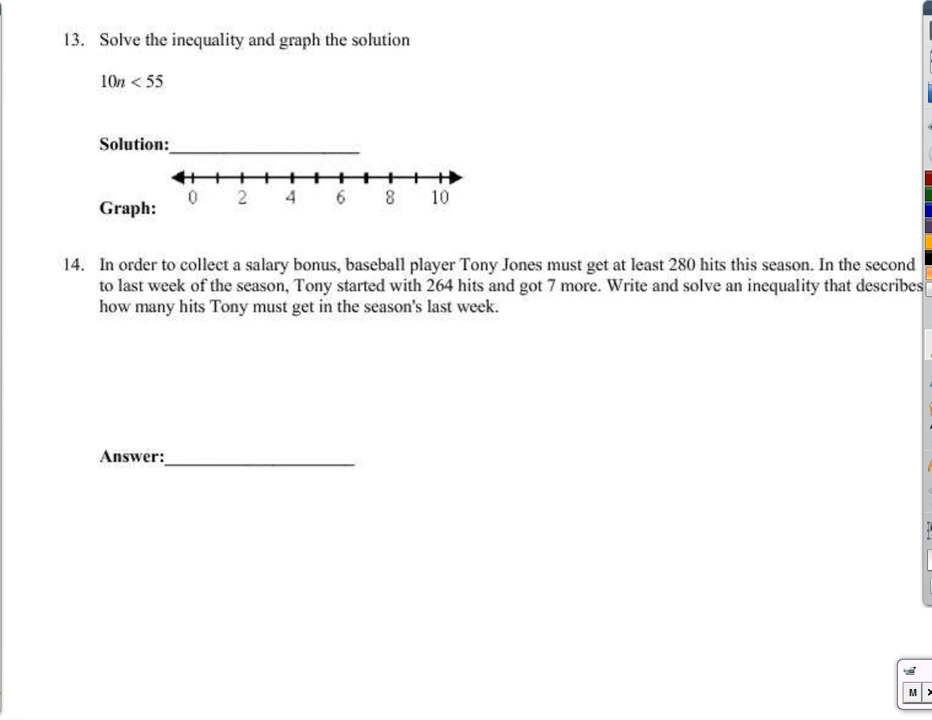 13. Solve the inequality and graph the solution
10n < 55
Solution:____________________
0 2 4 6 8 10
Graph:
14. In order to collect a salary bonus, baseball player Tony Jones must get at least 280 hits this season. In the second
to last week of the season, Tony started with 264 hits and got 7 more. Write and solve an inequality that describes
how many hits Tony must get in the season's last week.
Answer:____________________
M